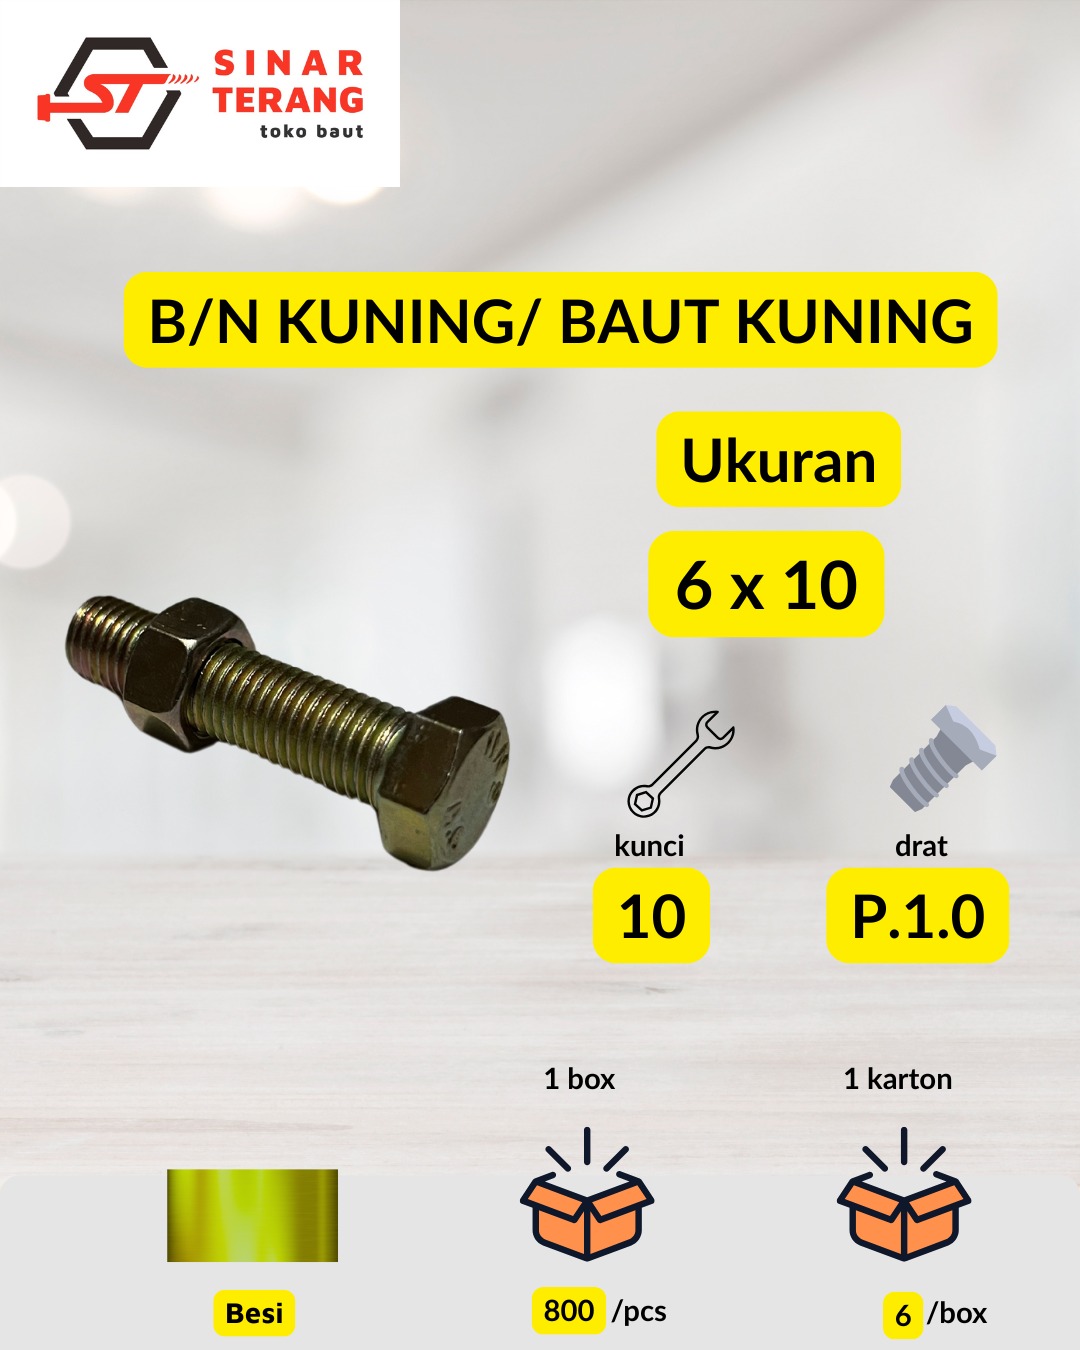 ST
SINAR
TERANG
toko baut
B/N KUNING/ BAUT KUNING
Ukuran
6 x 10
kunci
drat
10
P.1.0
1 box
1 karton
Besi
800 /pcs
6 /box